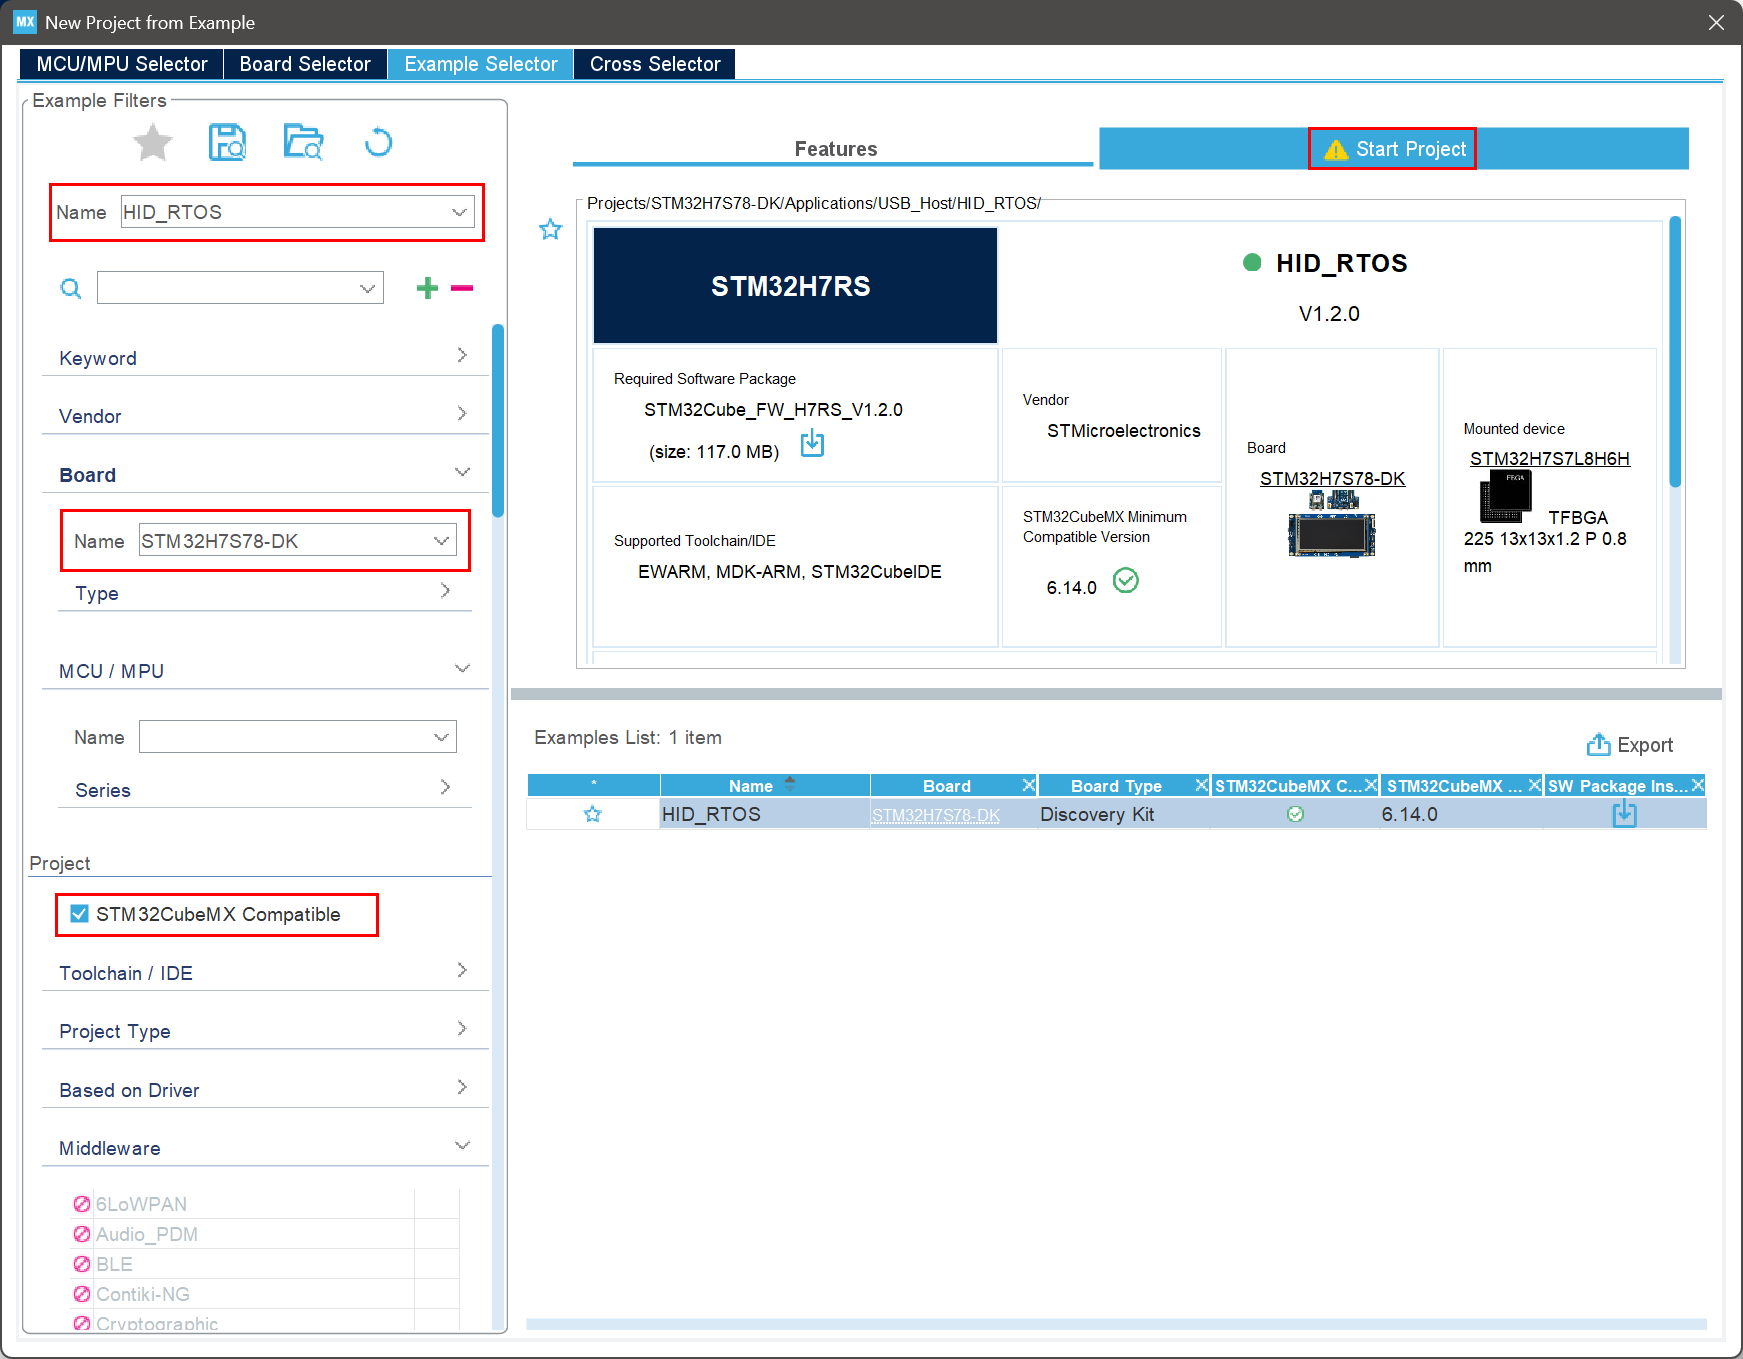 MX New Project from Example
MCU/MPU Selector
Board Selector
Example Selector
Cross Selector
Example Filters
Name HID_RTOS
Keyword
Vendor
Board
Name STM32H7S78-DK
Type
MCU / MPU
Name
Series
Project
STM32CubeMX Compatible
Toolchain / IDE
Project Type
Based on Driver
Middleware
6LoWPAN
Audio_PDM
BLE
Contiki-NG
Cryptographic
Features
Start Project
Projects/STM32H7S78-DK/Applications/USB_Host/HID_RTOS/
STM32H7RS
HID_RTOS
V1.2.0
Required Software Package
STM32Cube_FW_H7RS_V1.2.0
(size: 117.0 MB)
Supported Toolchain/IDE
EWARM, MDK-ARM, STM32CubeIDE
Vendor
STMicroelectronics
STM32CubeMX Minimum
Compatible Version
6.14.0
Board
STM32H7S78-DK
Mounted device
STM32H7S7L8H6H
FBGA
TFBGA
225 13x13x1.2 P 0.8
mm
Examples List: 1 item
Export
* Name Board Board Type STM32CubeMX C... STM32CubeMX ... SW Package Ins...
HID_RTOS STM32H7S78-DK Discovery Kit 6.14.0